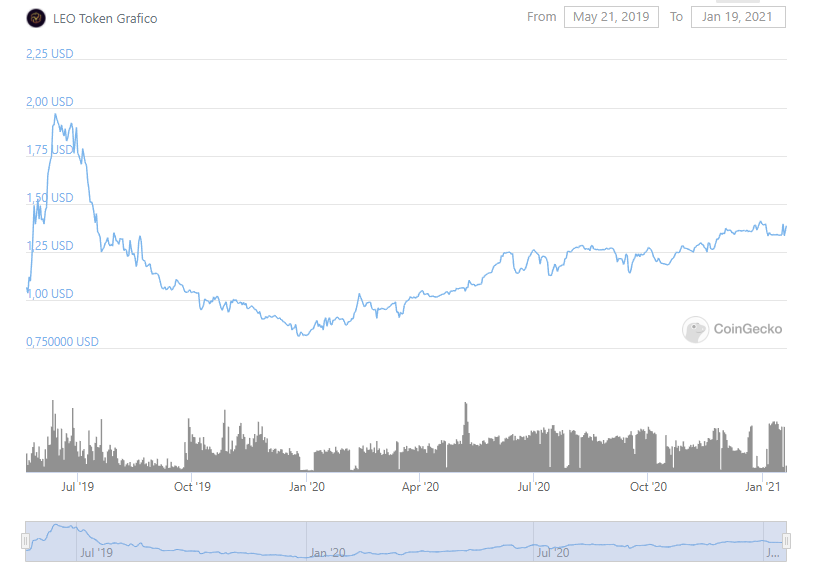 LEO Token Grafico
From May 21, 2019 To Jan 19, 2021
2,25 USD
2,00 USD
1,75 USD
1,50 USD
1,25 USD
1,00 USD
0,750000 USD
CoinGecko
Jul '19 Oct '19 Jan '20 Apr '20 Jul '20 Oct '20 Jan '21
Jul '19 Jan '20 Jul '20 J...